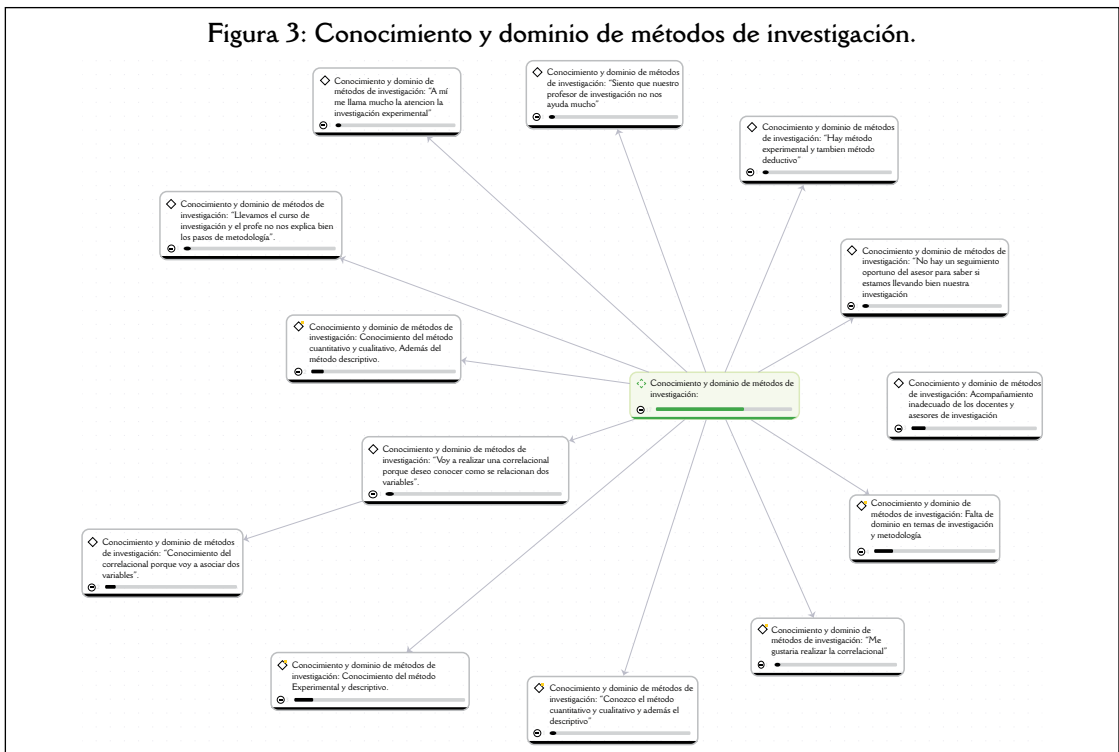 Figura 3: Conocimiento y dominio de métodos de investigación.
Conocimiento y dominio de
métodos de investigación: “A mí
me llama mucho la atencion la
investigación experimental”
Conocimiento y dominio de métodos
de investigación: “Siento que nuestro
profesor de investigación no nos
ayuda mucho”
Conocimiento y dominio de métodos
de investigación: “Hay método
experimental y tambien método
deductivo”
Conocimiento y dominio de métodos de
investigación: “Llevamos el curso de
investigación y el profe no nos explica bien
los pasos de metodología”.
Conocimiento y dominio de métodos de
investigación: “No hay un seguimiento
oportuno del asesor para saber si
estamos llevando bien nuestra
investigación
Conocimiento y dominio de métodos de
investigación: Conocimiento del método
cuantitativo y cualitativo, Además del
método descriptivo.
Conocimiento y dominio de métodos de
investigación:
Conocimiento y dominio de métodos
de investigación: Acompañamiento
inadecuado de los docentes y
asesores de investigación
Conocimiento y dominio de métodos de
investigación: “Voy a realizar una correlacional
porque deseo conocer como se relacionan dos
variables”.
Conocimiento y dominio de
métodos de investigación: Falta de
dominio en temas de investigación
y metodología
Conocimiento y dominio de métodos
de investigación: “Conocimiento del
correlacional porque voy a asociar dos
variables”.
Conocimiento y dominio de
métodos de investigación: “Me
gustaria realizar la correlacional”
Conocimiento y dominio de métodos de
investigación: Conocimiento del método
Experimental y descriptivo.
Conocimiento y dominio de métodos de
investigación: “Conozco el método
cuantitativo y cualitativo y además el
descriptivo”